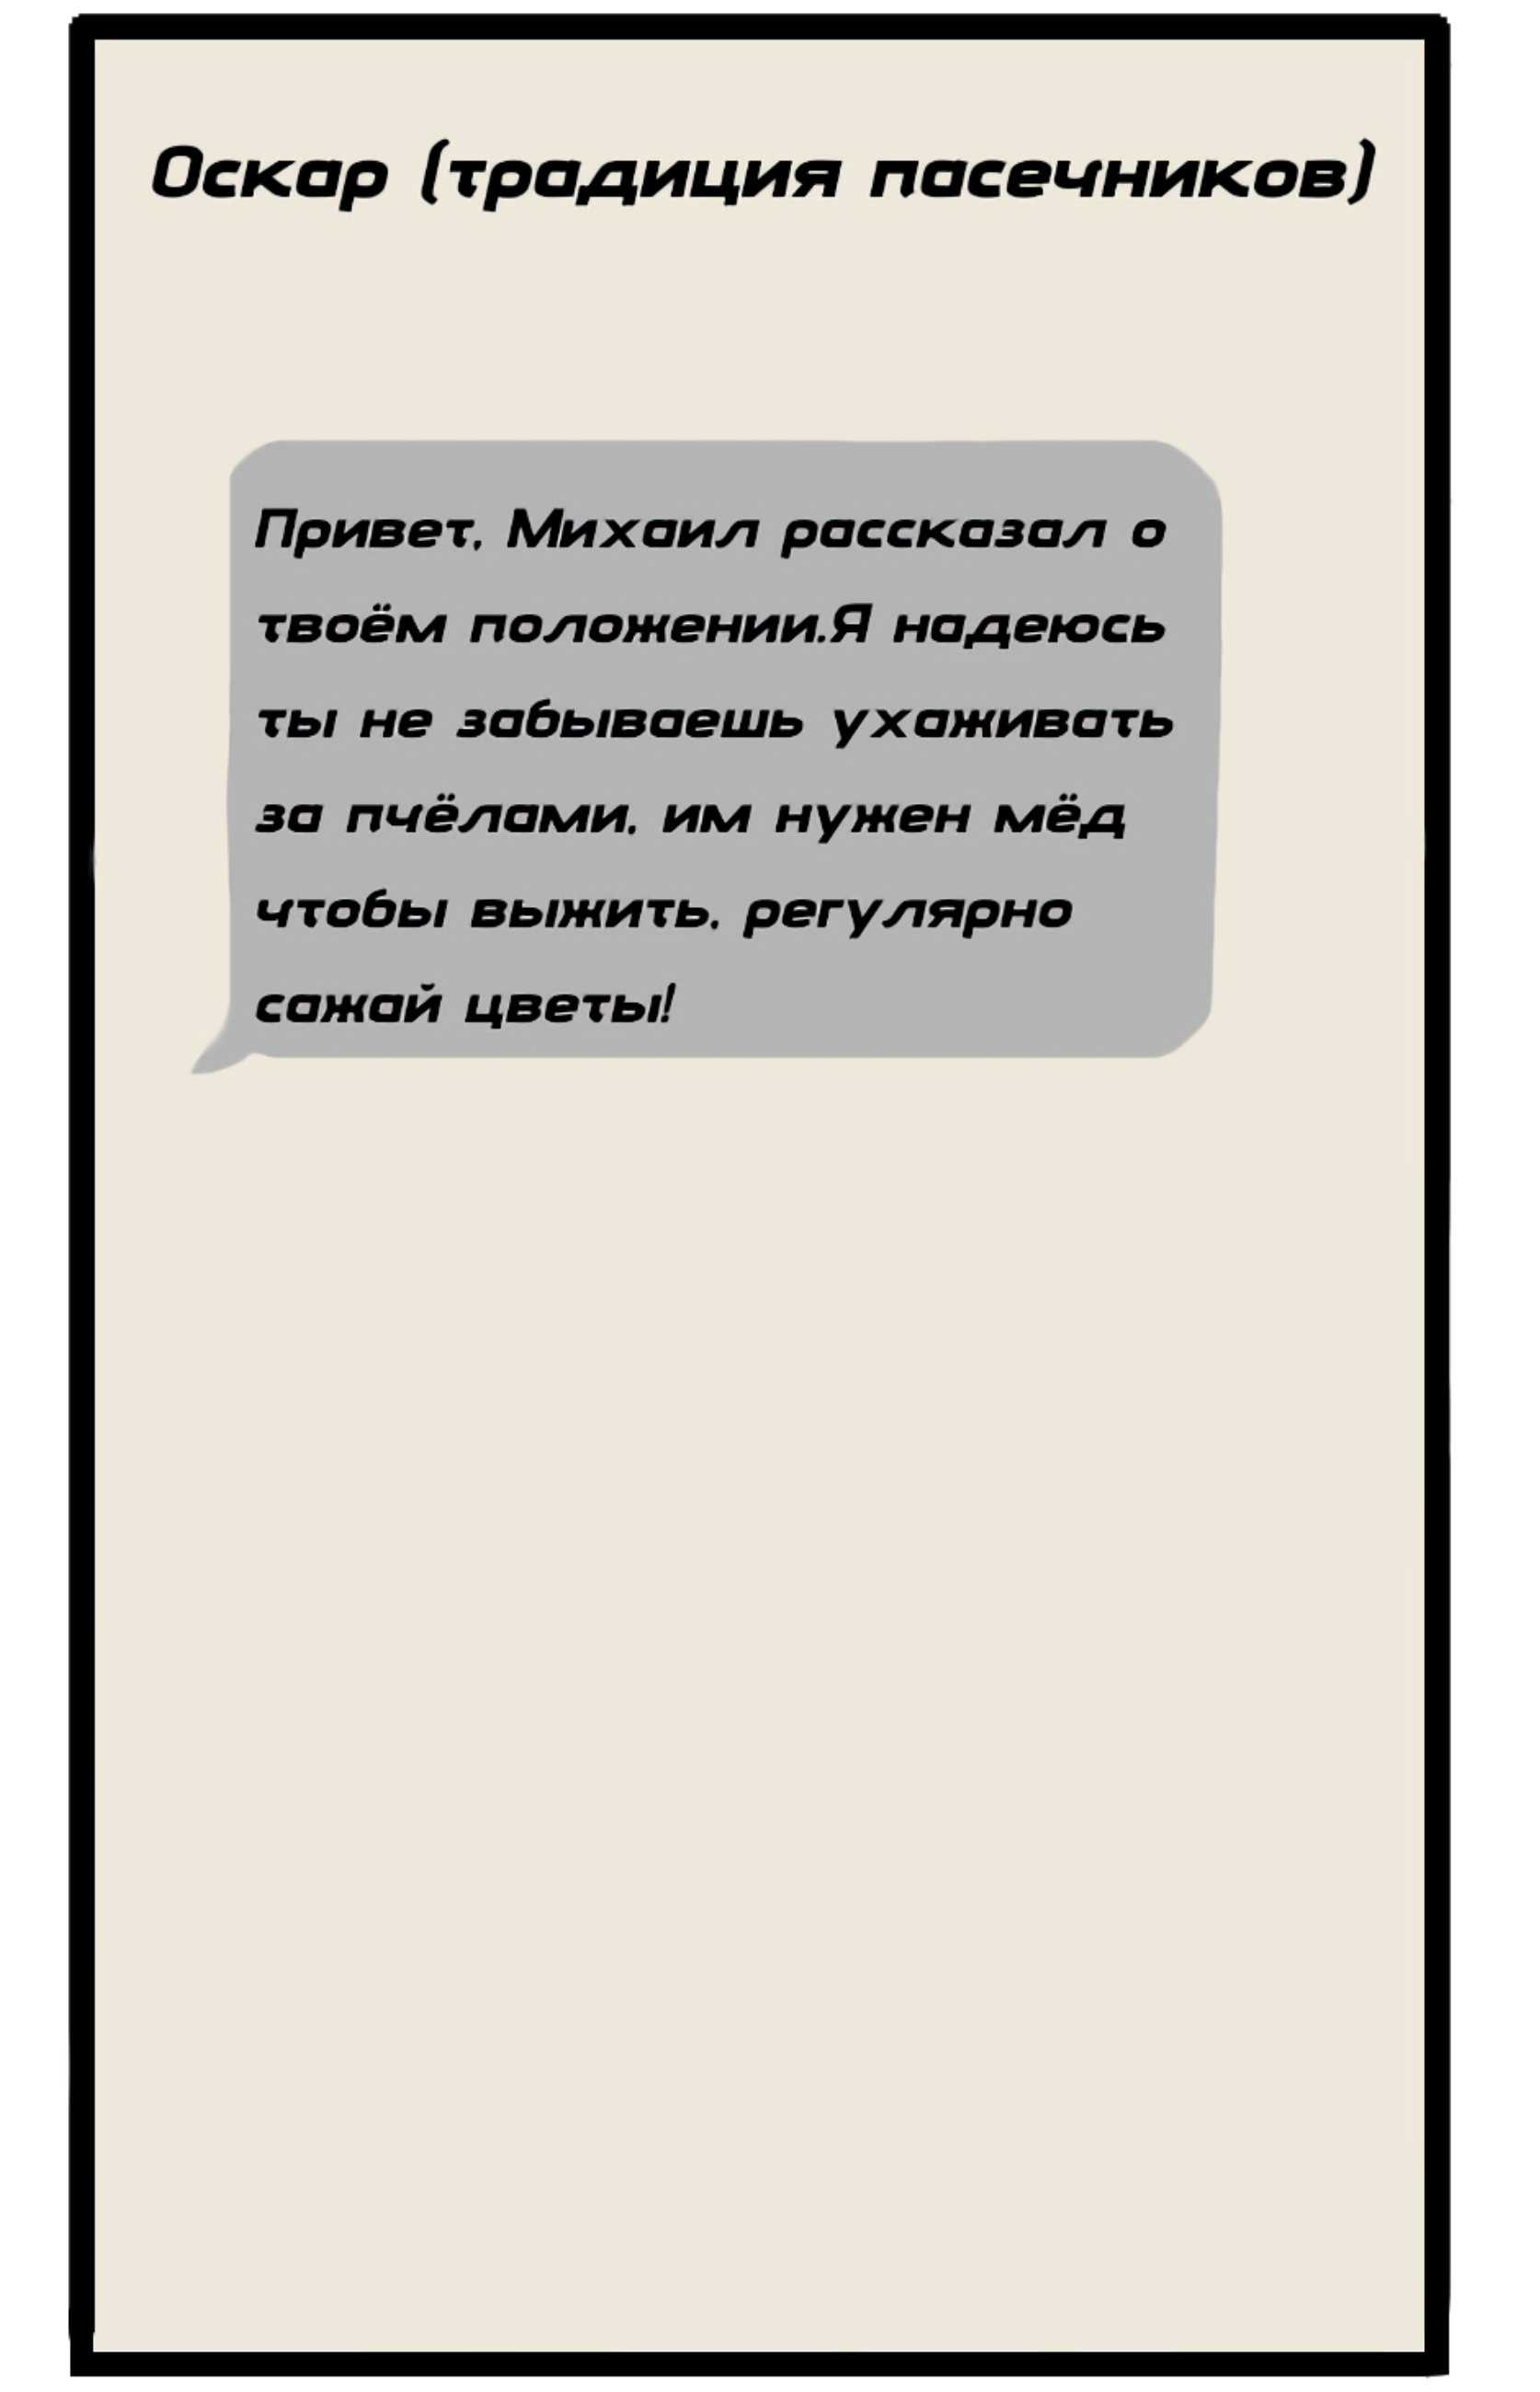 Оскар (традиция пасечников)
Привет, Михаил рассказал о
твоём положении.Я надеюсь
ты не забываешь ухаживать
за пчёлами, им нужен мёд
чтобы выжить, регулярно
сажай цветы!